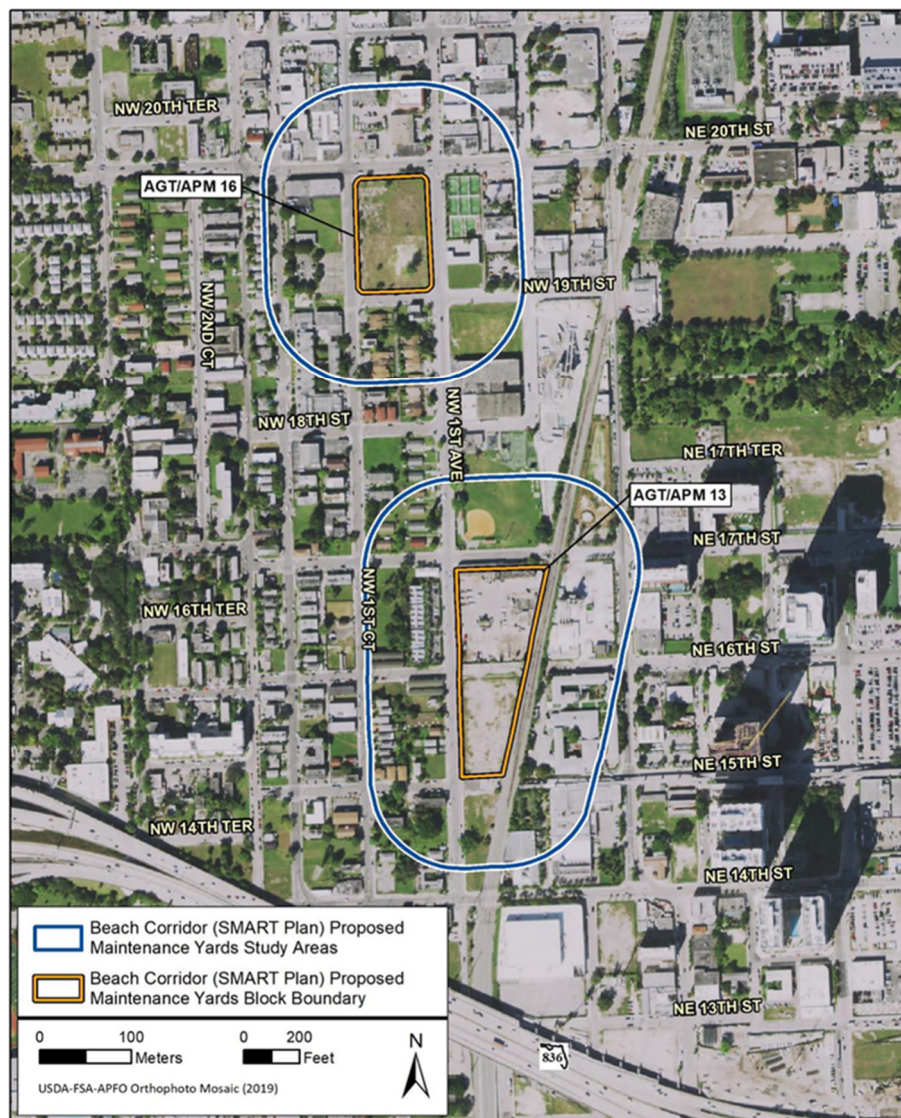 NW 20TH TER
NE 20TH ST
AGT/APM 16
NW 19TH ST
NW 2ND CT
NW 18TH ST
NW 1ST AVE
NE 17TH TER
AGT/APM 13
NE 17TH ST
NW 1ST CT
NW 16TH TER
NE 16TH ST
NE 15TH ST
NW 14TH TER
NE 14TH ST
NE 13TH ST
836
Beach Corridor (SMART Plan) Proposed
Maintenance Yards Study Areas
Beach Corridor (SMART Plan) Proposed
Maintenance Yards Block Boundary
0 100
Meters
0 200
Feet
N
USDA-FSA-APFO Orthophoto Mosaic (2019)